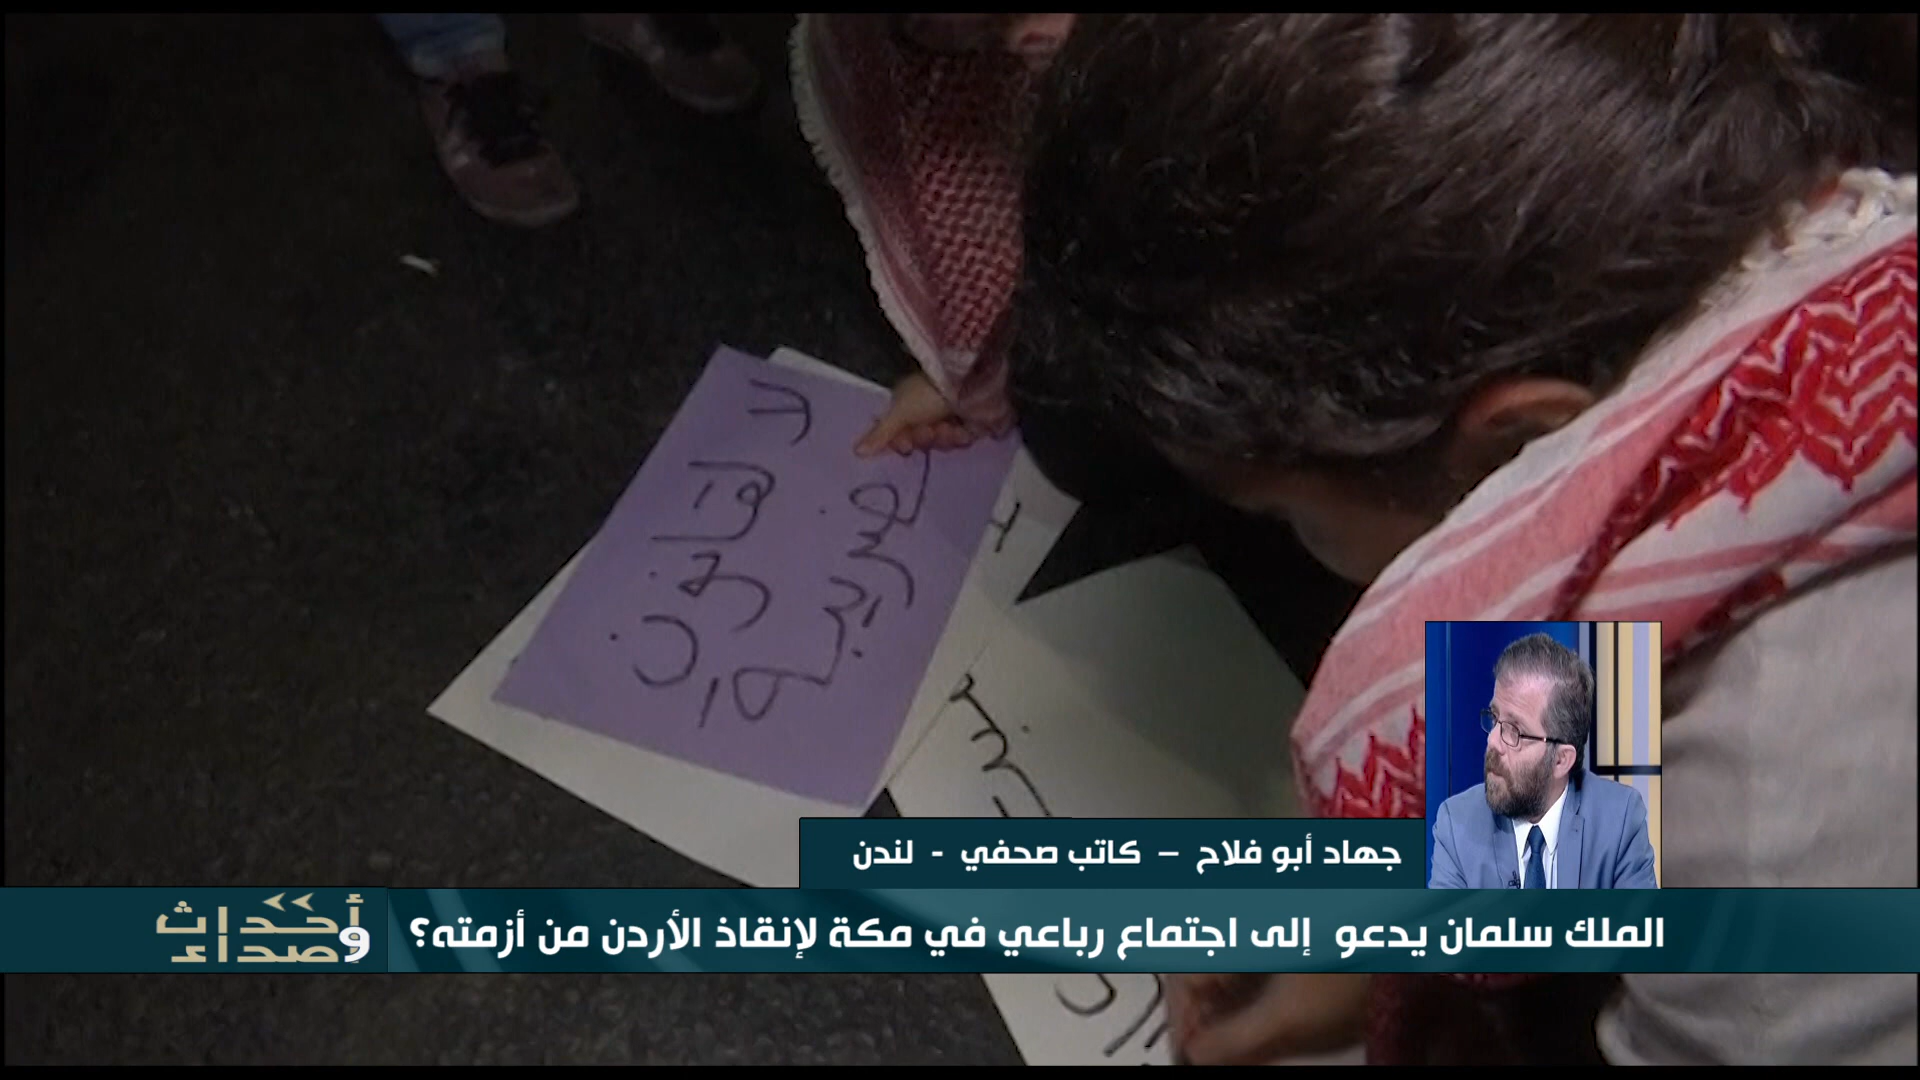 لا
لقانون
ضريبة
جهاد أبو فلاح – كاتب صحفي - لندن
الملك سلمان يدعو إلى اجتماع رباعي في مكة لإنقاذ الأردن من أزمته؟
أحداث
وأصداء